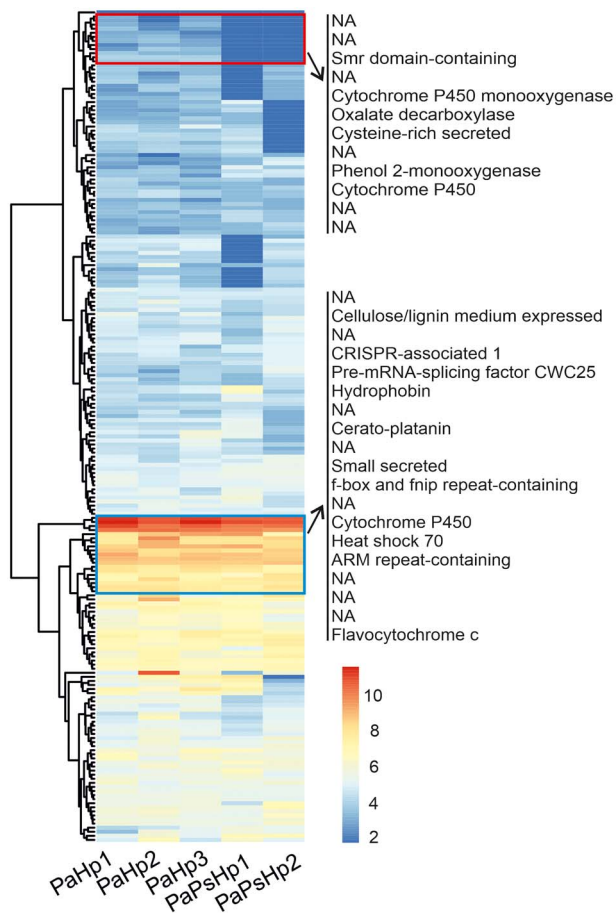 NA
NA
Smr domain-containing
NA
Cytochrome P450 monooxygenase
Oxalate decarboxylase
Cysteine-rich secreted
NA
Phenol 2-monooxygenase
Cytochrome P450
NA
NA
NA
Cellulose/lignin medium expressed
NA
CRISPR-associated 1
Pre-mRNA-splicing factor CWC25
Hydrophobin
NA
Cerato-platanin
NA
Small secreted
f-box and fnip repeat-containing
NA
Cytochrome P450
Heat shock 70
ARM repeat-containing
NA
NA
NA
Flavocytochrome c
10
8
6
4
2
PaHp1
PaHp2
PaHp3
PaPsHp1
PaPsHp2